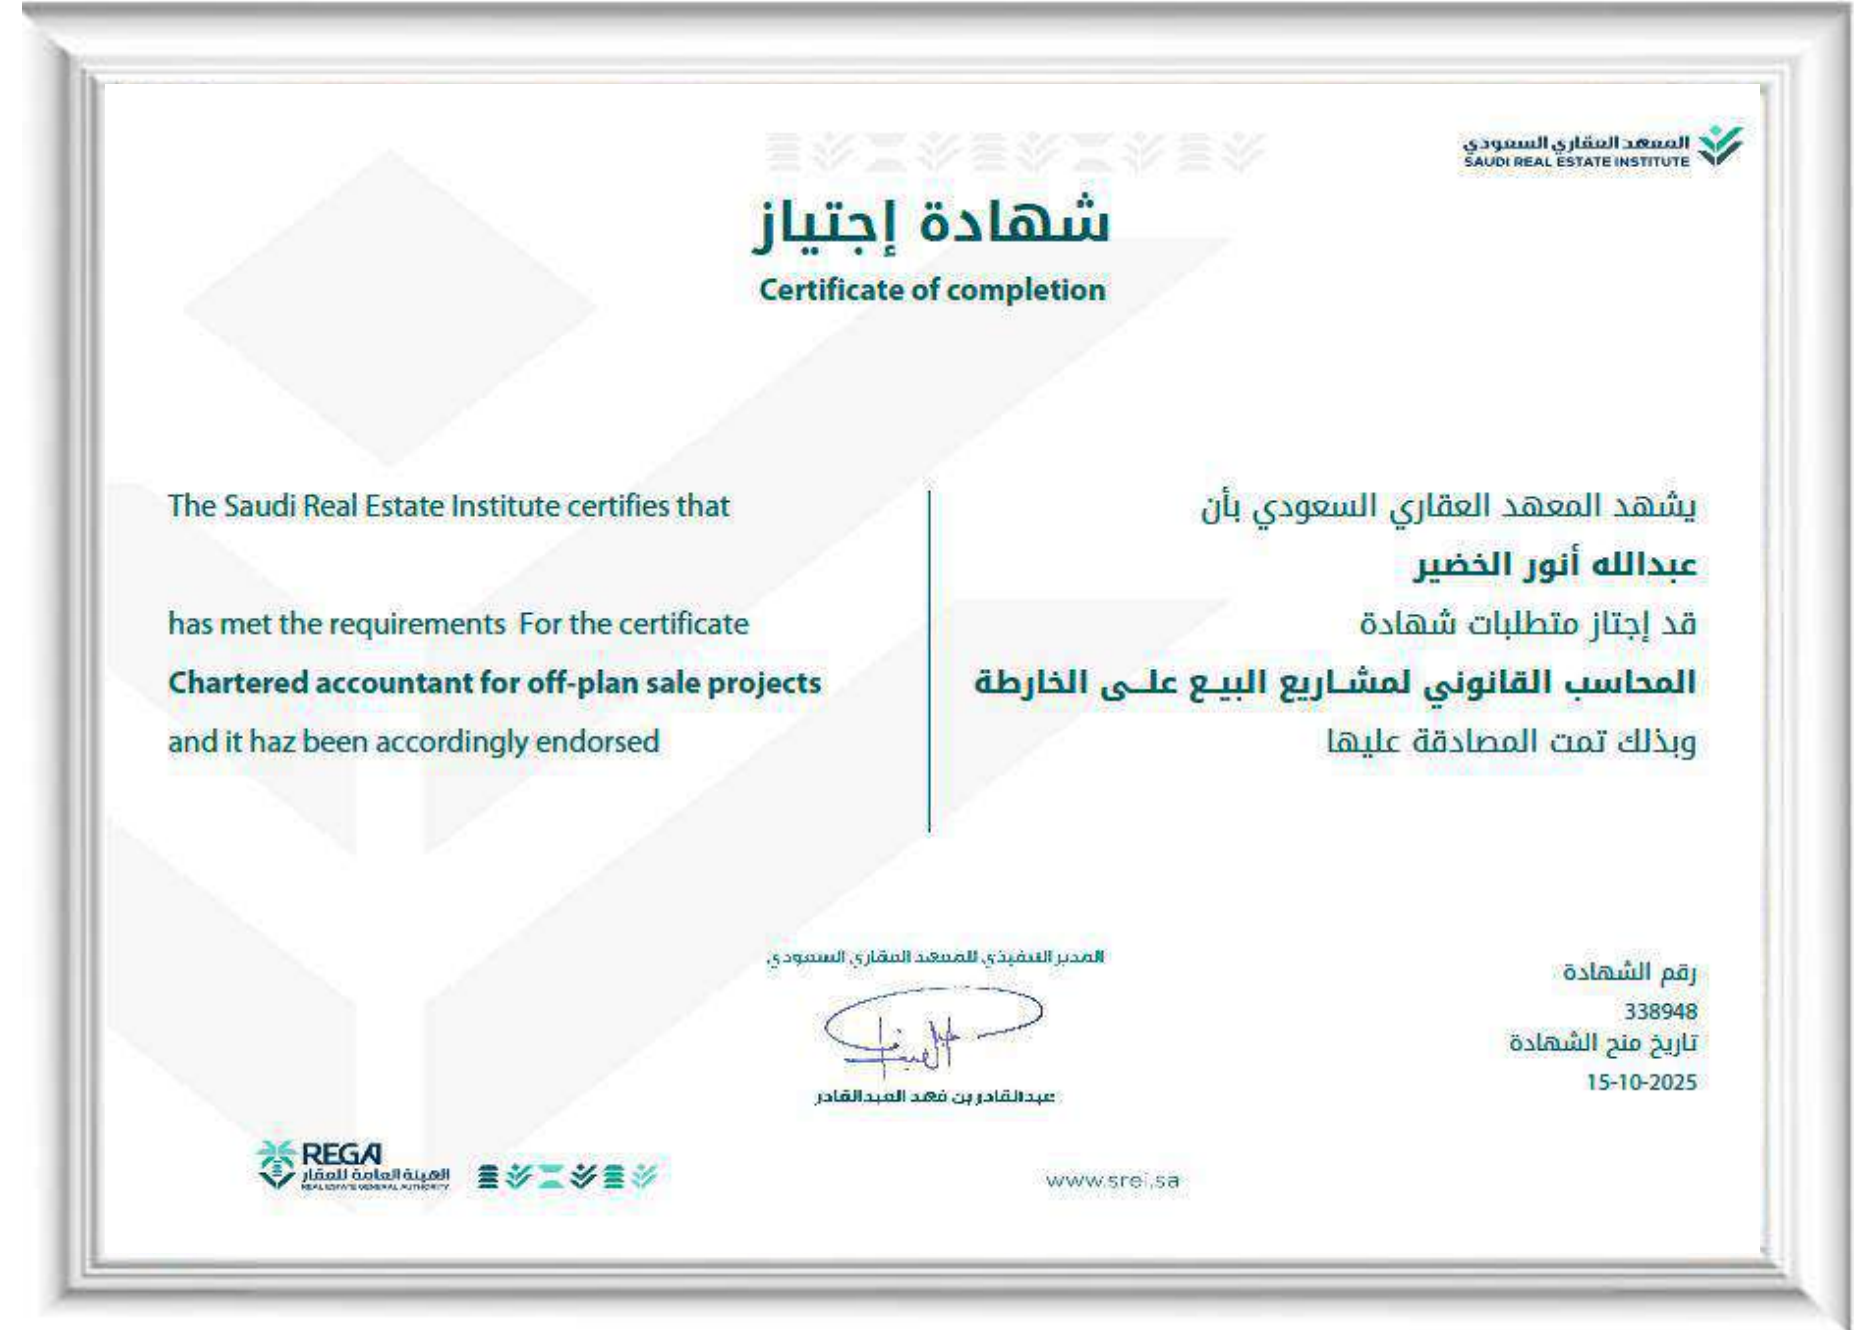 المعهد العقاري السعودي
SAUDI REAL ESTATE INSTITUTE
شهادة إجتياز
Certificate of completion
يشهد المعهد العقاري السعودي بأن
عبدالله أنور الخضير
قد إجتاز متطلبات شهادة
المحاسب القانوني لمشـاريع البيـع علـى الخارطة
وبذلك تمت المصادقة عليها
The Saudi Real Estate Institute certifies that
has met the requirements For the certificate
Chartered accountant for off-plan sale projects
and it haz been accordingly endorsed
المدير التنفيذي للمعهد العقاري السعودي
عبدالقادر بن فهد العبدالقادر
رقم الشهادة
338948
تاريخ منح الشهادة
15-10-2025
REGA
الهيئة العامة للعقار
REAL ESTATE GENERAL AUTHORITY
www.srei.sa